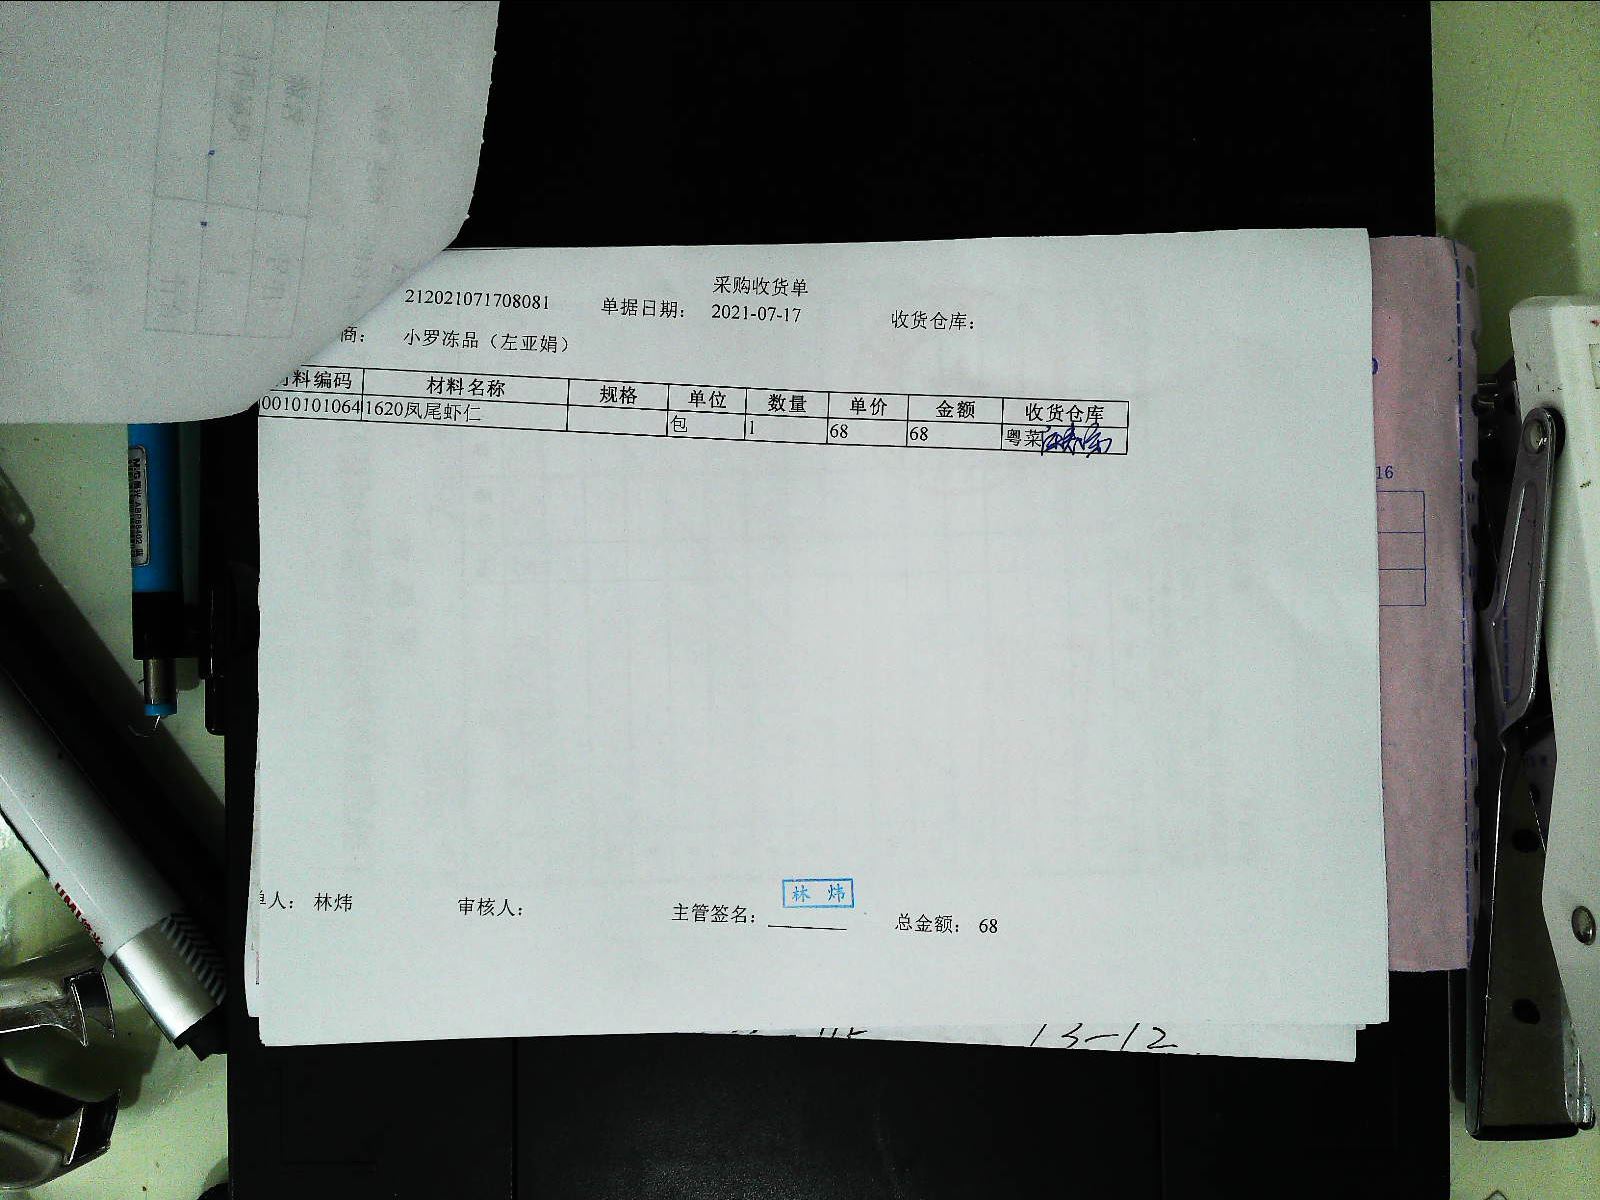 采购收货单
212021071708081 单据日期： 2021-07-17 收货仓库：
商： 小罗冻品（左亚娟）
材料编码 材料名称 规格 单位 数量 单价 金额 收货仓库
0010101064 1620凤尾虾仁 包 1 68 68 粤菜
单人： 林炜 审核人： 主管签名： 林炜 总金额： 68
13-12
16